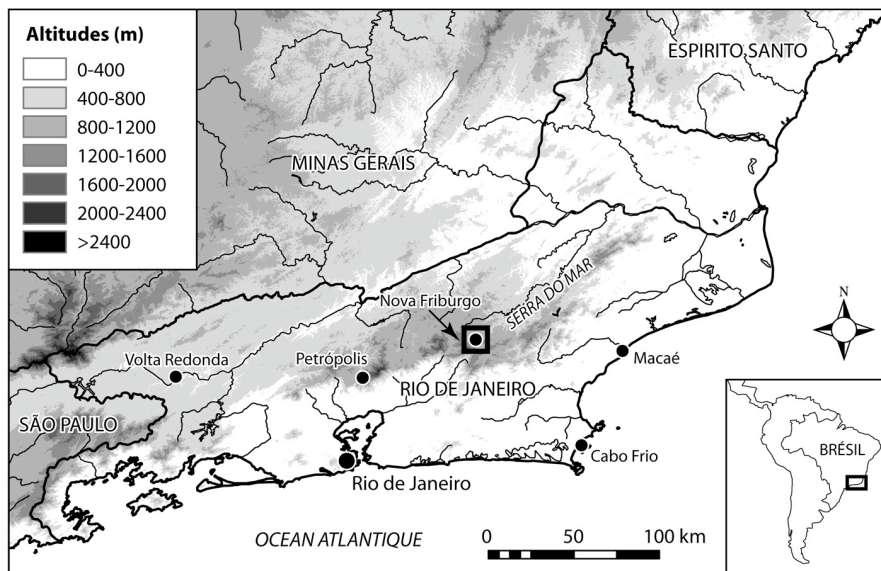 Altitudes (m)
0-400
400-800
800-1200
1200-1600
1600-2000
2000-2400
>2400
ESPIRITO SANTO
MINAS GERAIS
SERRA DO MAR
Nova Friburgo
N
Volta Redonda
Petrópolis
Macaé
RIO DE JANEIRO
SÃO PAULO
BRÉSIL
Cabo Frio
Rio de Janeiro
OCEAN ATLANTIQUE
0 50 100 km